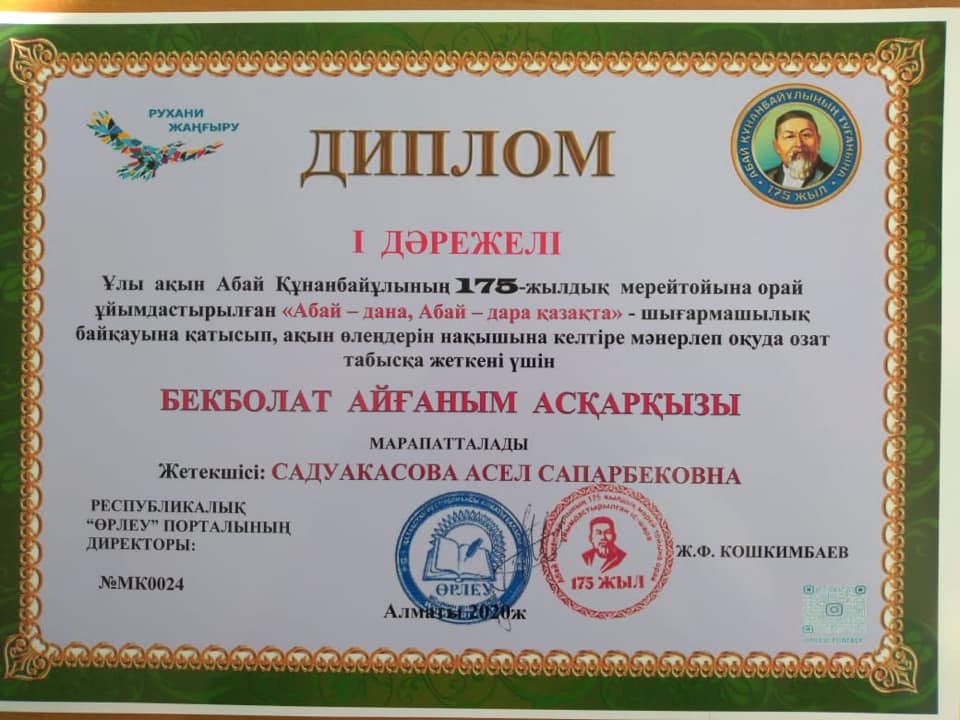 РУХАНИ
ЖАҢҒЫРУ
АБАЙ ҚҰНАНБАЙҰЛЫНЫҢ ТУҒАНЫНА
175 ЖЫЛ
ДИПЛОМ
І ДӘРЕЖЕЛІ
Ұлы ақын Абай Құнанбайұлының 175-жылдық мерейтойына орай
ұйымдастырылған «Абай – дана, Абай – дара қазақта» - шығармашылық
байқауына қатысып, ақын өлеңдерін нақышына келтіре мәнерлеп оқуда озат
табысқа жеткені үшін
БЕКБОЛАТ АЙҒАНЫМ АСҚАРҚЫЗЫ
МАРАПАТТАЛАДЫ
Жетекшісі: САДУАКАСОВА АСЕЛ САПАРБЕКОВНА
РЕСПУБЛИКАЛЫҚ
“ӨРЛЕУ” ПОРТАЛЫНЫҢ
ДИРЕКТОРЫ:
Ж.Ф. КОШКИМБАЕВ
№МК0024
ӨРЛЕУ
175 ЖЫЛ
Алматы 2020ж